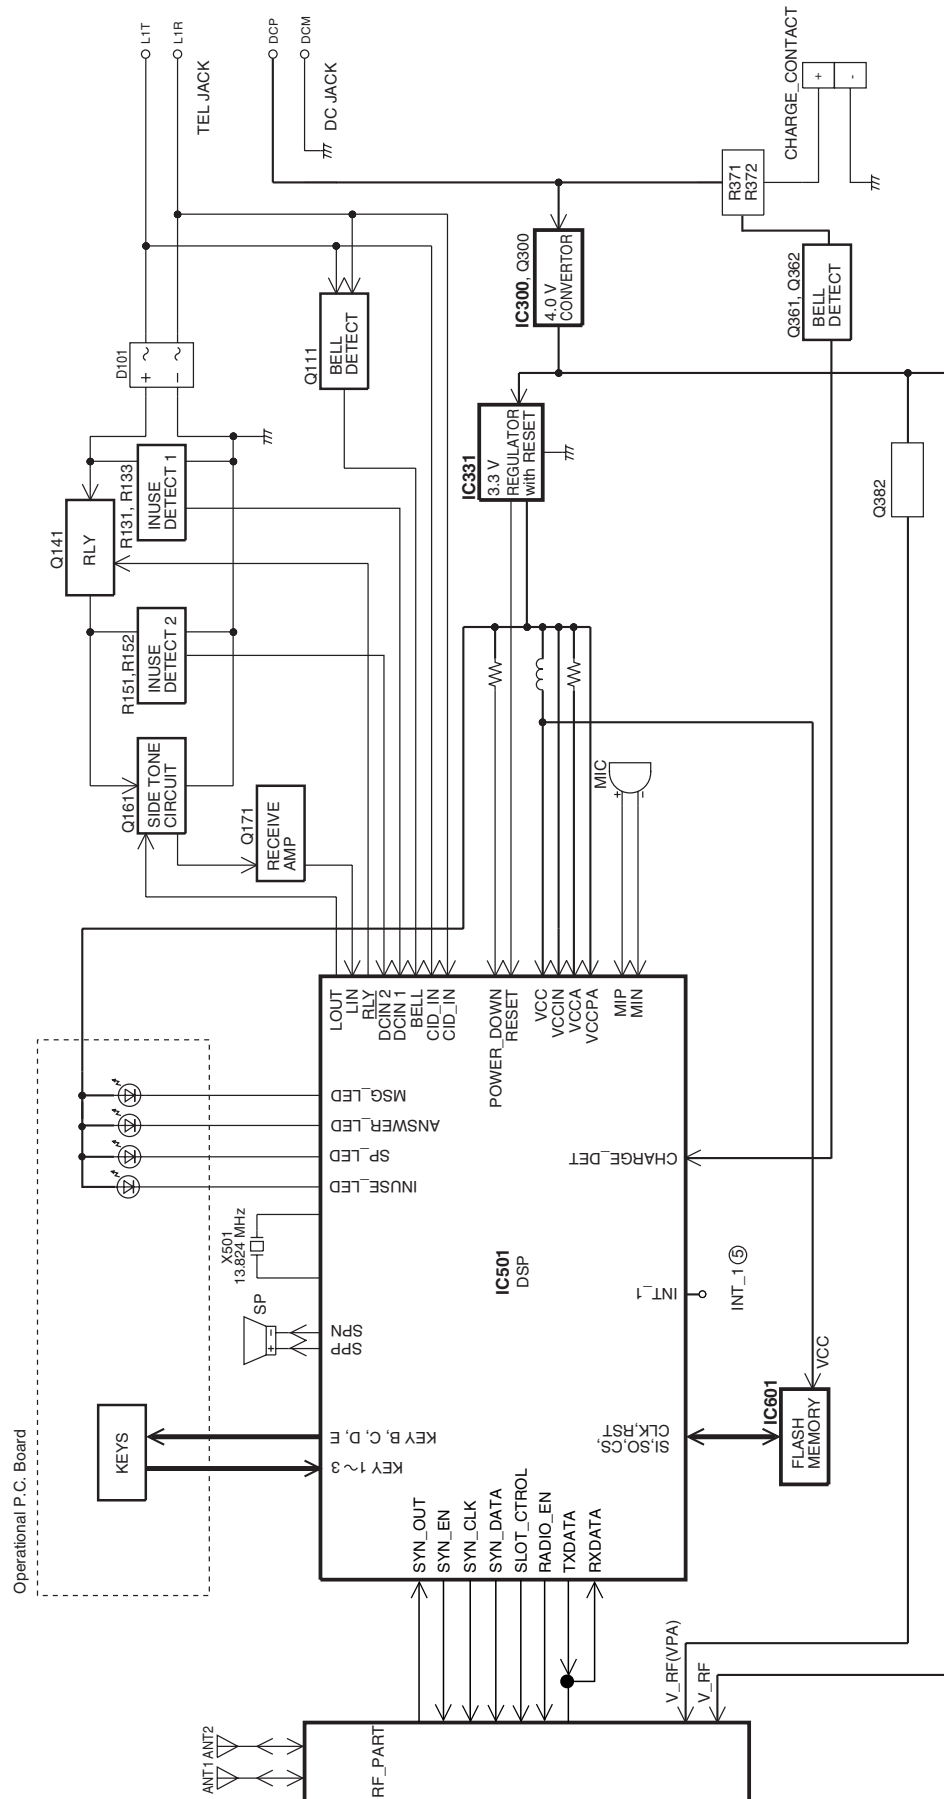 L1T
L1R
TEL JACK
DCP
DCM
DC JACK
CHARGE_CONTACT
+
-
R371
R372
D101
+
~
−
~
Q111
BELL
DETECT
IC300, Q300
4.0 V
CONVERTOR
Q361, Q362
BELL
DETECT
Q141
RLY
R131, R133
INUSE
DETECT 1
IC331
3.3 V
REGULATOR
with RESET
Q382
R151,R152
INUSE
DETECT 2
Q161
SIDE TONE
CIRCUIT
Q171
RECEIVE
AMP
MIC
+
−
LOUT
LIN
RLY
DCIN 2
DCIN 1
BELL
CID_IN
CID_IN
POWER_DOWN
RESET
VCC
VCCIN
VCCA
VCCPA
MIP
MIN
MSG_LED
ANSWER_LED
SP_LED
INUSE_LED
CHARGE_DET
X501
13.824 MHz
IC501
DSP
INT_1
INT_1 ⑤
SP
-
+
SPN
SPP
VCC
Operational P.C. Board
KEYS
KEY B, C, D, E
KEY 1~3
SI,SO,CS,
CLK,RST
IC601
FLASH
MEMORY
SYN_OUT
SYN_EN
SYN_CLK
SYN_DATA
SLOT_CTROL
RADIO_EN
TXDATA
RXDATA
V_RF(VPA)
V_RF
ANT1
ANT2
RF_PART